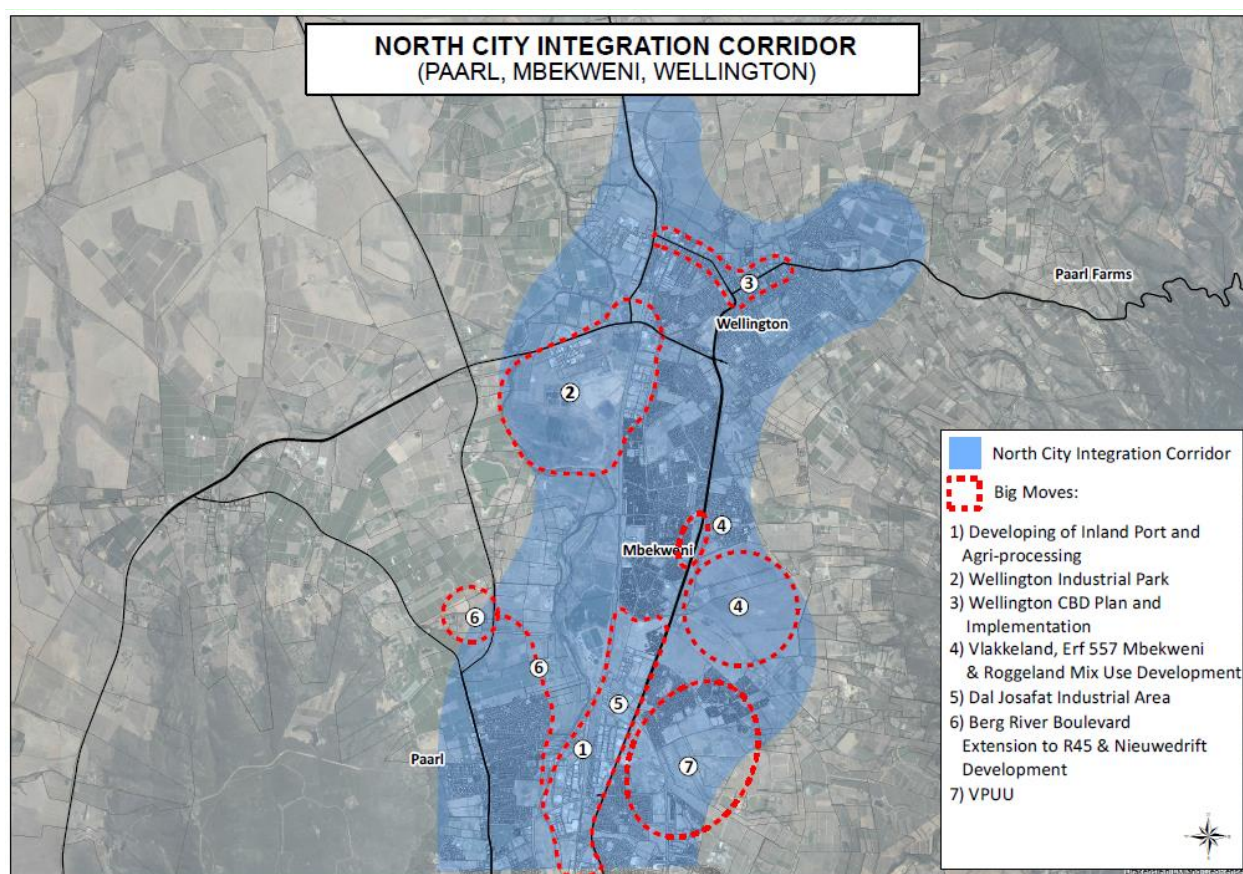 NORTH CITY INTEGRATION CORRIDOR
(PAARL, MBEKWENI, WELLINGTON)
Paarl Farms
3
Wellington
2
4
Mbekweni
4
6
6
5
1
Paarl
7
North City Integration Corridor
Big Moves:
1) Developing of Inland Port and
Agri-processing
2) Wellington Industrial Park
3) Wellington CBD Plan and
Implementation
4) Vlakkeland, Erf 557 Mbekweni
& Roggeland Mix Use Development
5) Dal Josafat Industrial Area
6) Berg River Boulevard
Extension to R45 & Nieuwedrift
Development
7) VPUU